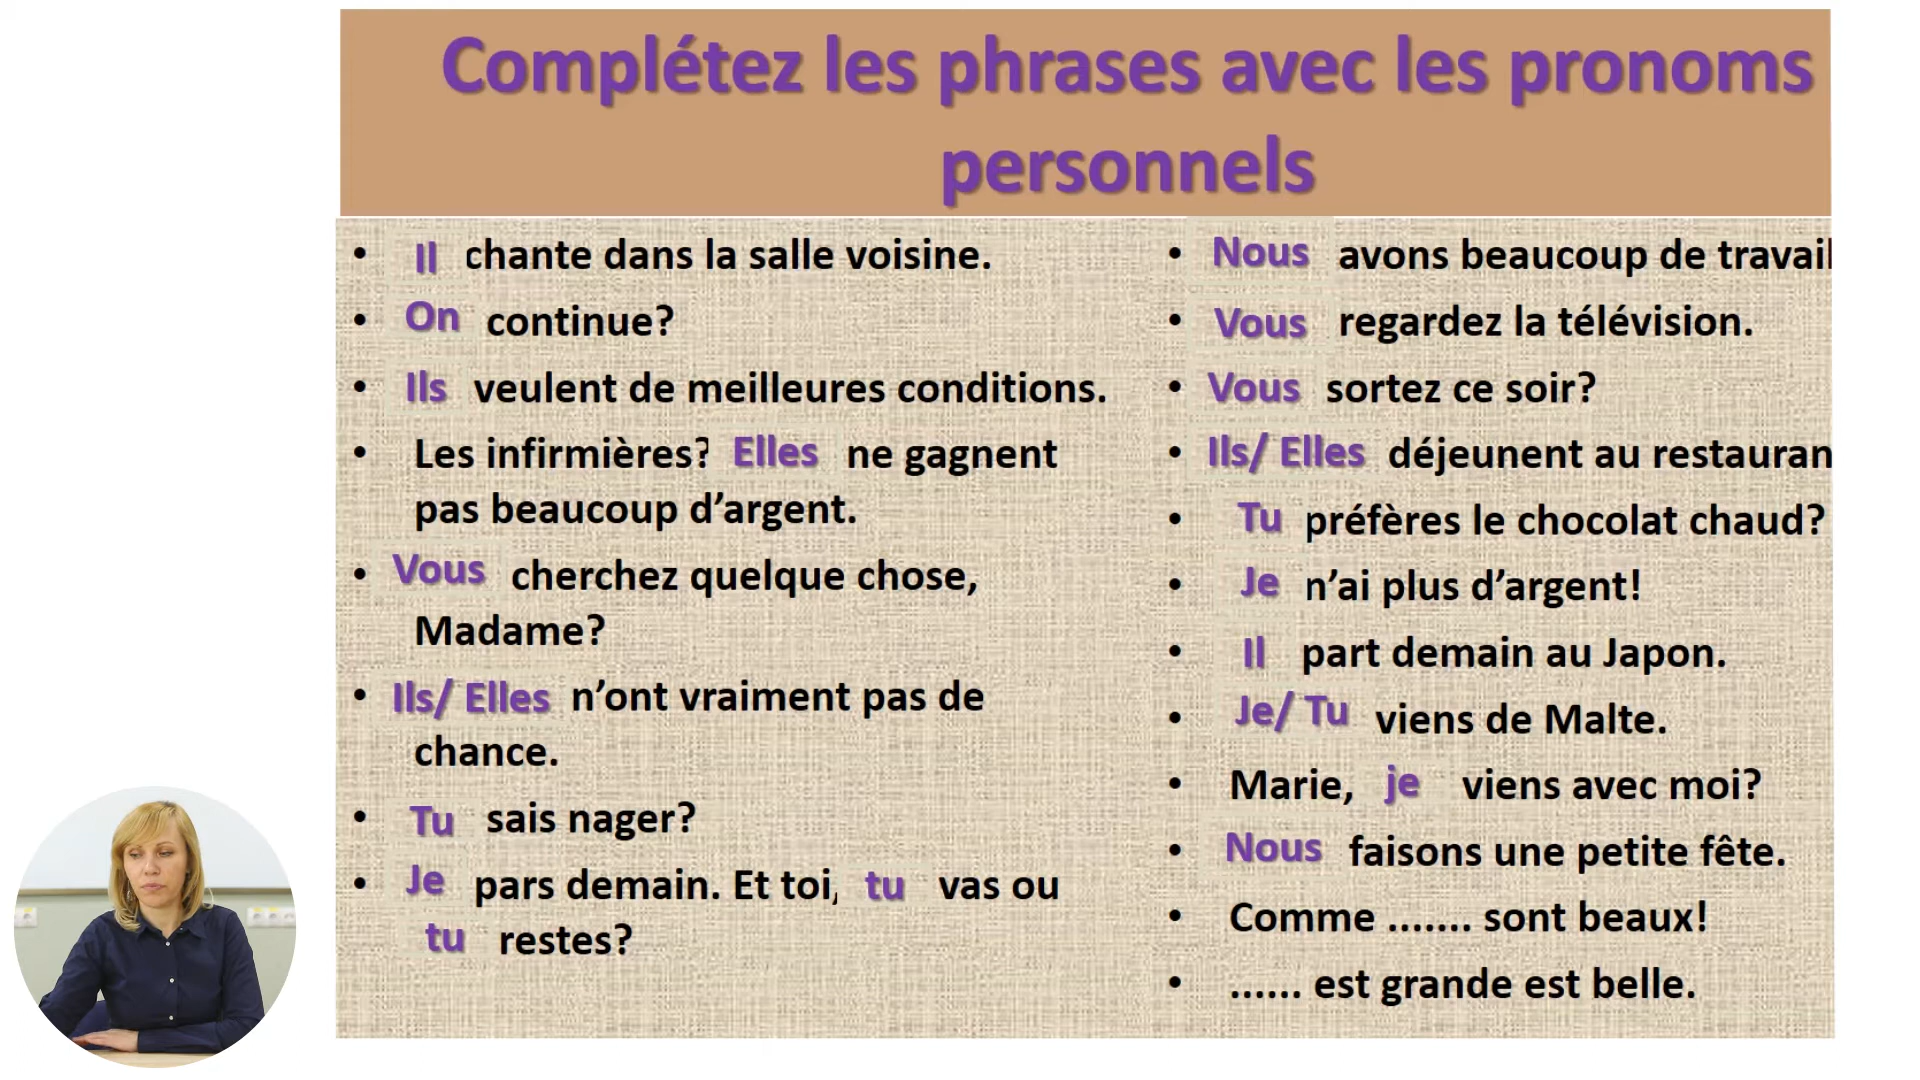 Complétez les phrases avec les pronoms
personnels
• Il chante dans la salle voisine.
• On continue?
• Ils veulent de meilleures conditions.
• Les infirmières? Elles ne gagnent
pas beaucoup d’argent.
• Vous cherchez quelque chose,
Madame?
• Ils/ Elles n’ont vraiment pas de
chance.
• Tu sais nager?
• Je pars demain. Et toi, tu vas ou
tu restes?
• Nous avons beaucoup de travail
• Vous regardez la télévision.
• Vous sortez ce soir?
• Ils/ Elles déjeunent au restauran
• Tu préfères le chocolat chaud?
• Je n’ai plus d’argent!
• Il part demain au Japon.
• Je/ Tu viens de Malte.
• Marie, je viens avec moi?
• Nous faisons une petite fête.
• Comme ....... sont beaux!
• ...... est grande est belle.